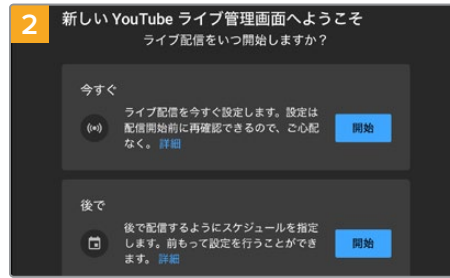 2
新しい YouTube ライブ管理画面へようこそ
ライブ配信をいつ開始しますか？
今すぐ
ライブ配信を今すぐ設定します。設定は
配信開始前に再確認できるので、ご心配
なく。 詳細
開始
後で
後で配信するようにスケジュールを指定
します。前もって設定を行うことができ
ます。 詳細
開始